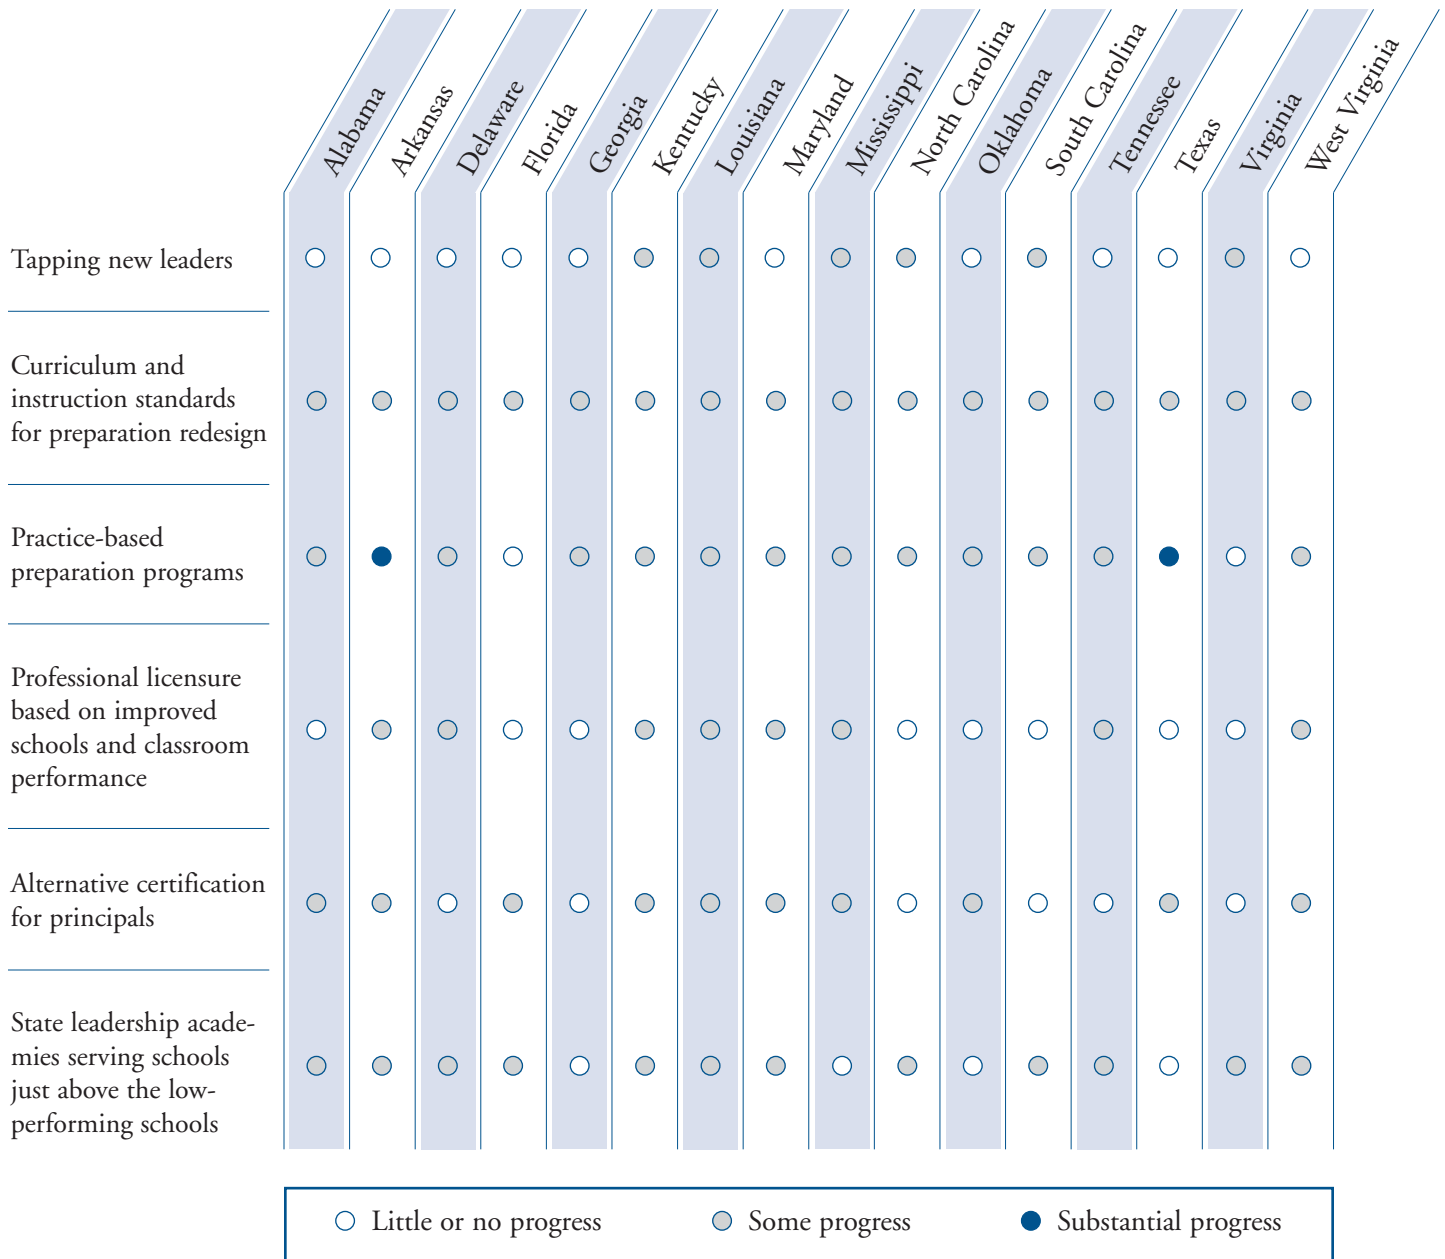 Alabama
Arkansas
Delaware
Florida
Georgia
Kentucky
Louisiana
Maryland
Mississippi
North Carolina
Oklahoma
South Carolina
Tennessee
Texas
Virginia
West Virginia
Tapping new leaders
Curriculum and
instruction standards
for preparation redesign
Practice-based
preparation programs
Professional licensure
based on improved
schools and classroom
performance
Alternative certification
for principals
State leadership acade-
mies serving schools
just above the low-
performing schools
Little or no progress
Some progress
Substantial progress